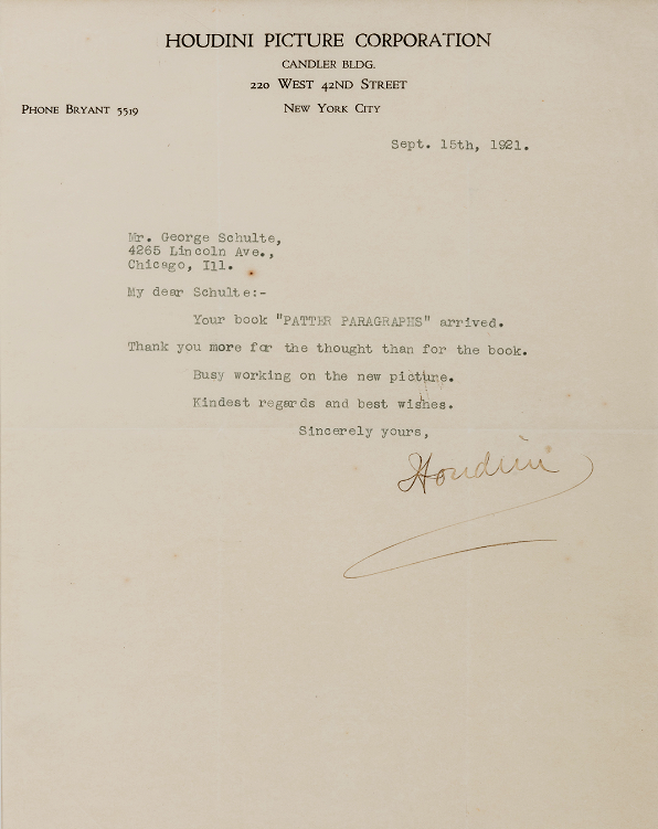 HOUDINI PICTURE CORPORATION
CANDLER BLDG.
220 WEST 42ND STREET
PHONE BRYANT 5519
NEW YORK CITY
Sept. 15th, 1921.
Mr. George Schulte,
4265 Lincoln Ave.,
Chicago, Ill.
My dear Schulte:-
Your book "PATTER PARAGRAPHS" arrived.
Thank you more for the thought than for the book.
Busy working on the new picture.
Kindest regards and best wishes.
Sincerely yours,
Houdini